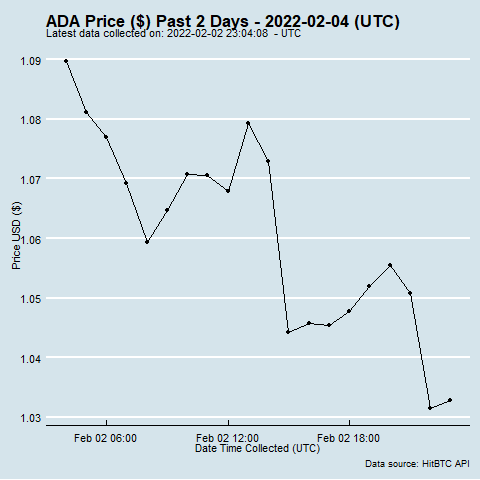 ADA Price ($) Past 2 Days - 2022-02-04 (UTC)
Latest data collected on: 2022-02-02 23:04:08 - UTC
1.09
1.08
1.07
1.06
1.05
1.04
1.03
Price USD ($)
Feb 02 06:00 Feb 02 12:00 Feb 02 18:00
Date Time Collected (UTC)
Data source: HitBTC API